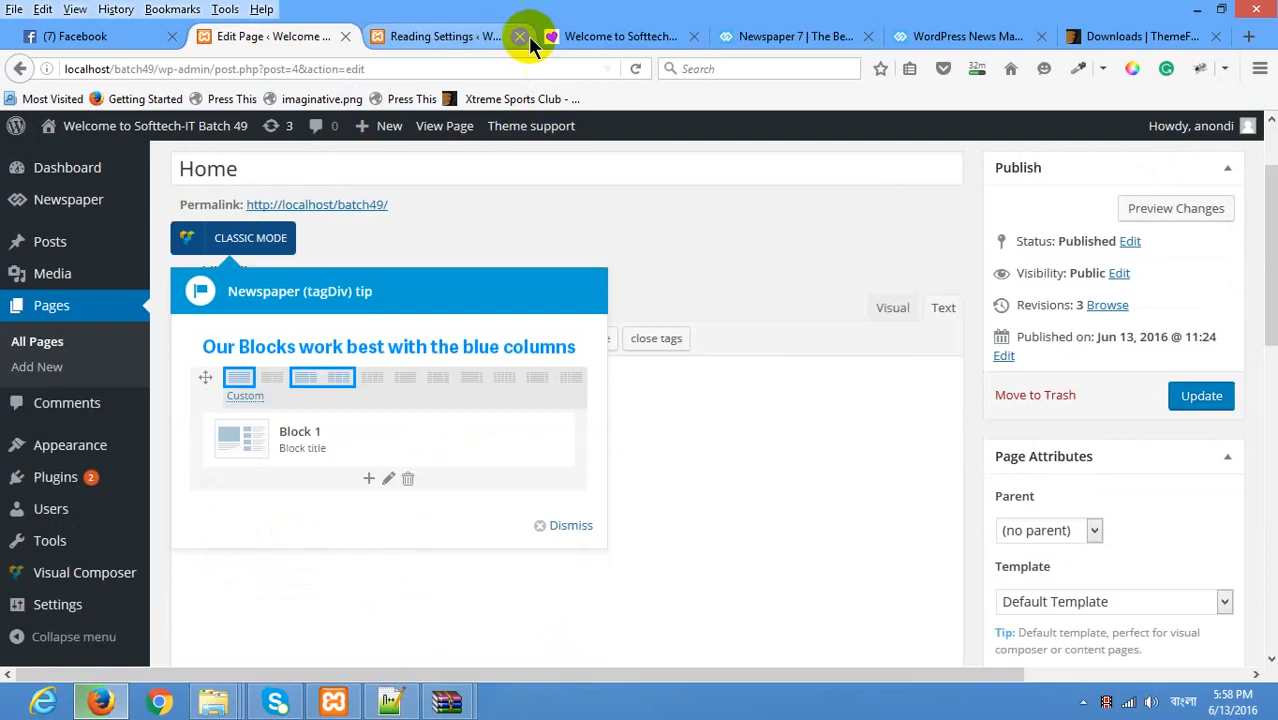 File Edit View History Bookmarks Tools Help
(7) Facebook
Edit Page ‹ Welcome ...
Reading Settings ‹ W...
Welcome to Softtech...
Newspaper 7 | The Be...
WordPress News Ma...
Downloads | ThemeF...
localhost/batch49/wp-admin/post.php?post=4&action=edit
Search
32m
Most Visited Getting Started Press This imaginative.png Press This Xtreme Sports Club - ...
Welcome to Softtech-IT Batch 49 3 0 New View Page Theme support Howdy, anondi
Dashboard
Newspaper
Posts
Media
Pages
All Pages
Add New
Comments
Appearance
Plugins 2
Users
Tools
Visual Composer
Settings
Collapse menu
Home
Permalink: http://localhost/batch49/
CLASSIC MODE
Newspaper (tagDiv) tip
Our Blocks work best with the blue columns
Custom
Block 1
Block title
Dismiss
Visual Text
close tags
Publish
Preview Changes
Status: Published Edit
Visibility: Public Edit
Revisions: 3 Browse
Published on: Jun 13, 2016 @ 11:24
Edit
Move to Trash
Update
Page Attributes
Parent
(no parent)
Template
Default Template
Tip: Default template, perfect for visual
composer or content pages.
বাংলা
5:58 PM
6/13/2016